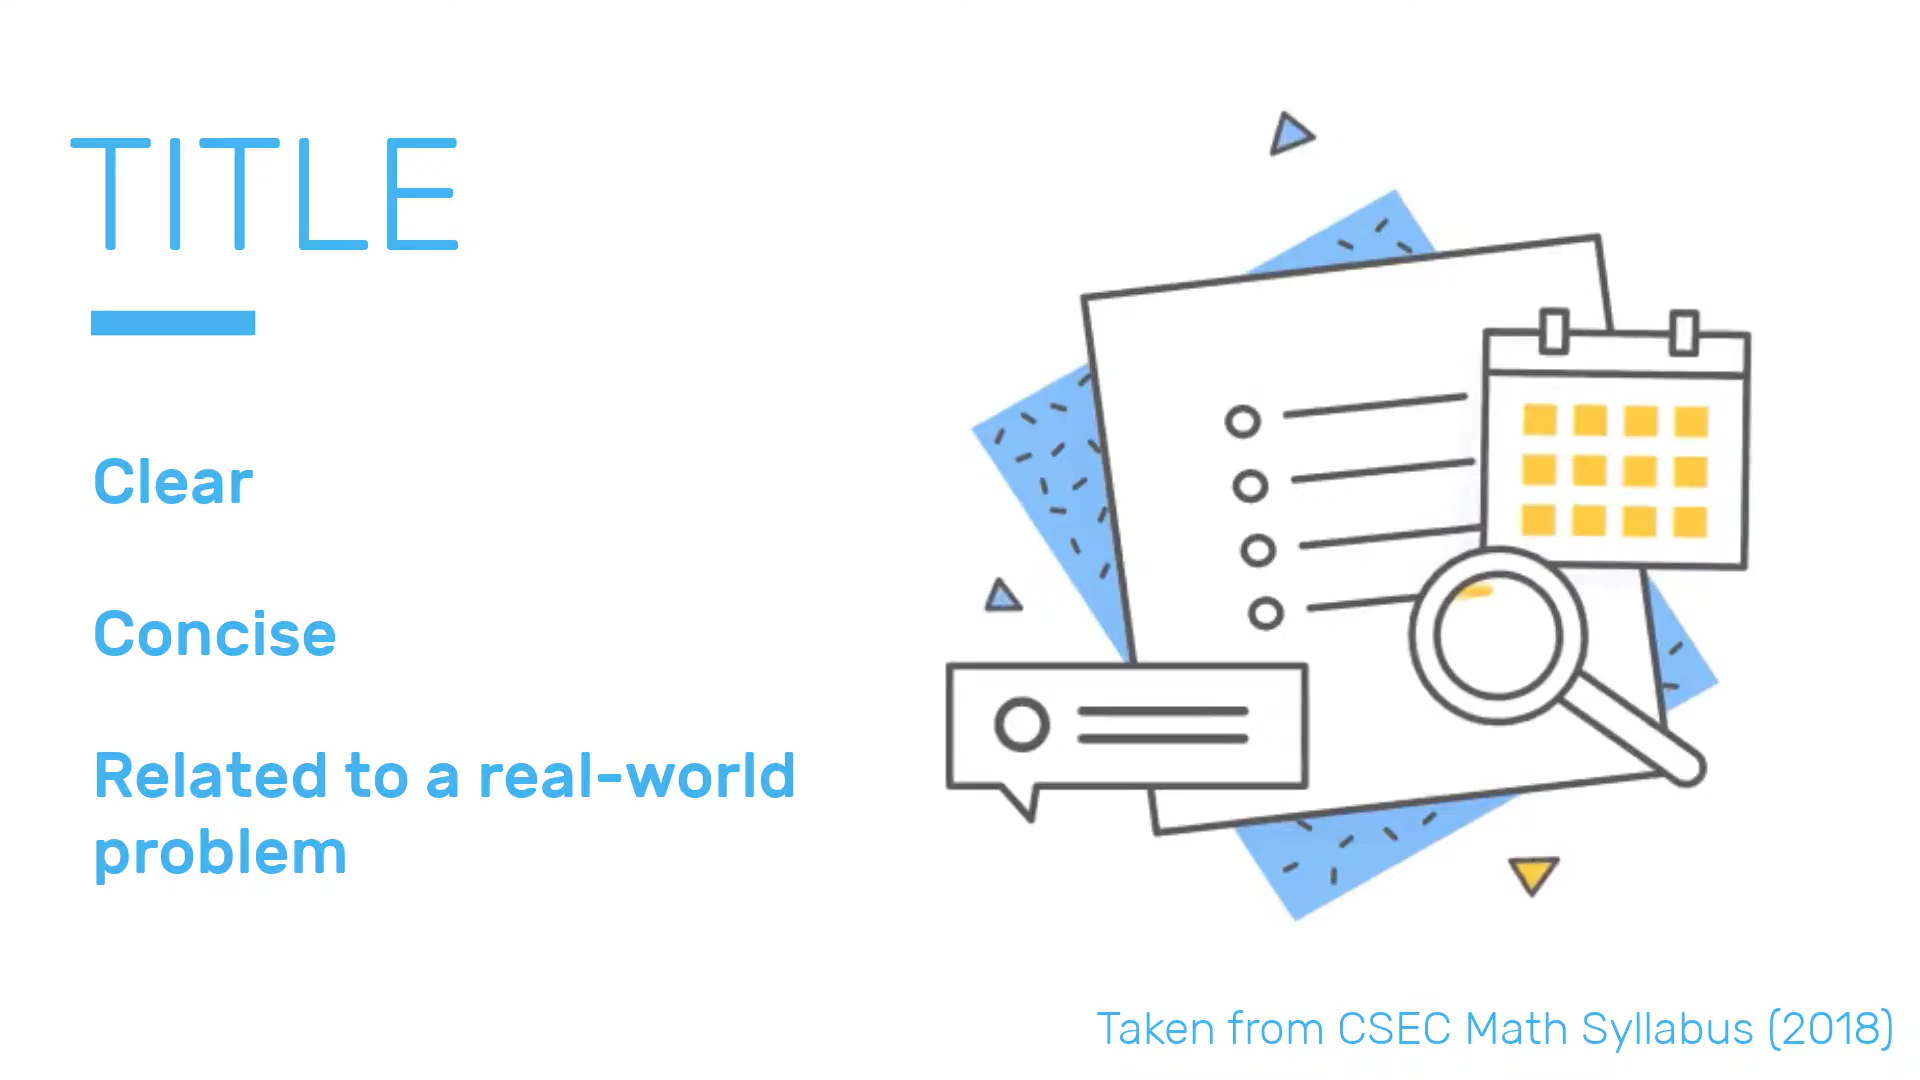 TITLE
Clear
Concise
Related to a real-world
problem
Taken from CSEC Math Syllabus (2018)